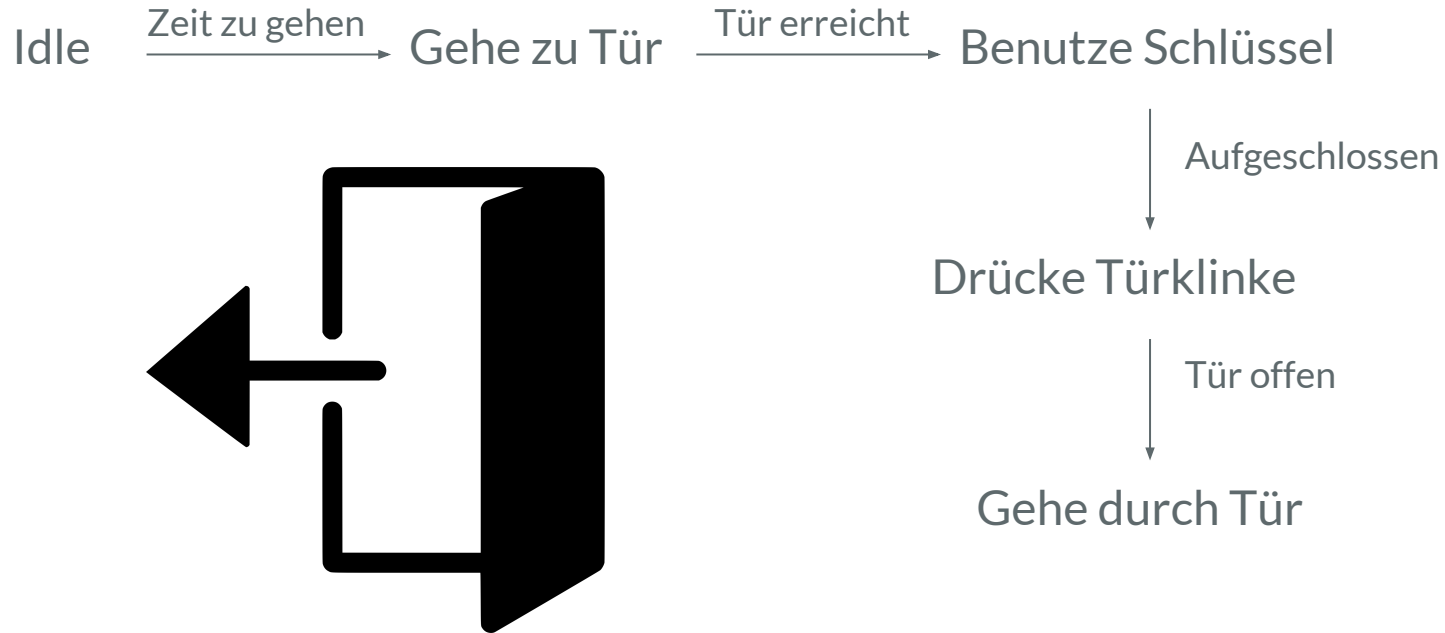 Idle
Zeit zu gehen
Gehe zu Tür
Tür erreicht
Benutze Schlüssel
Aufgeschlossen
Drücke Türklinke
Tür offen
Gehe durch Tür